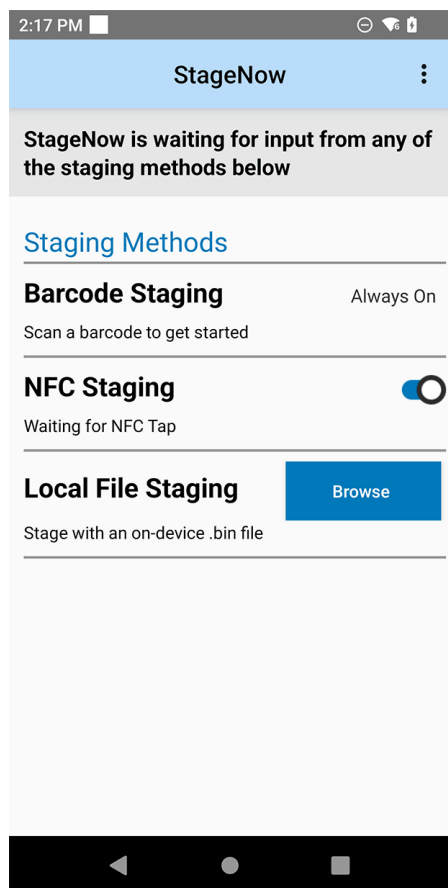 2:17 PM
StageNow
StageNow is waiting for input from any of
the staging methods below
Staging Methods
Barcode Staging
Always On
Scan a barcode to get started
NFC Staging
Waiting for NFC Tap
Local File Staging
Browse
Stage with an on-device .bin file